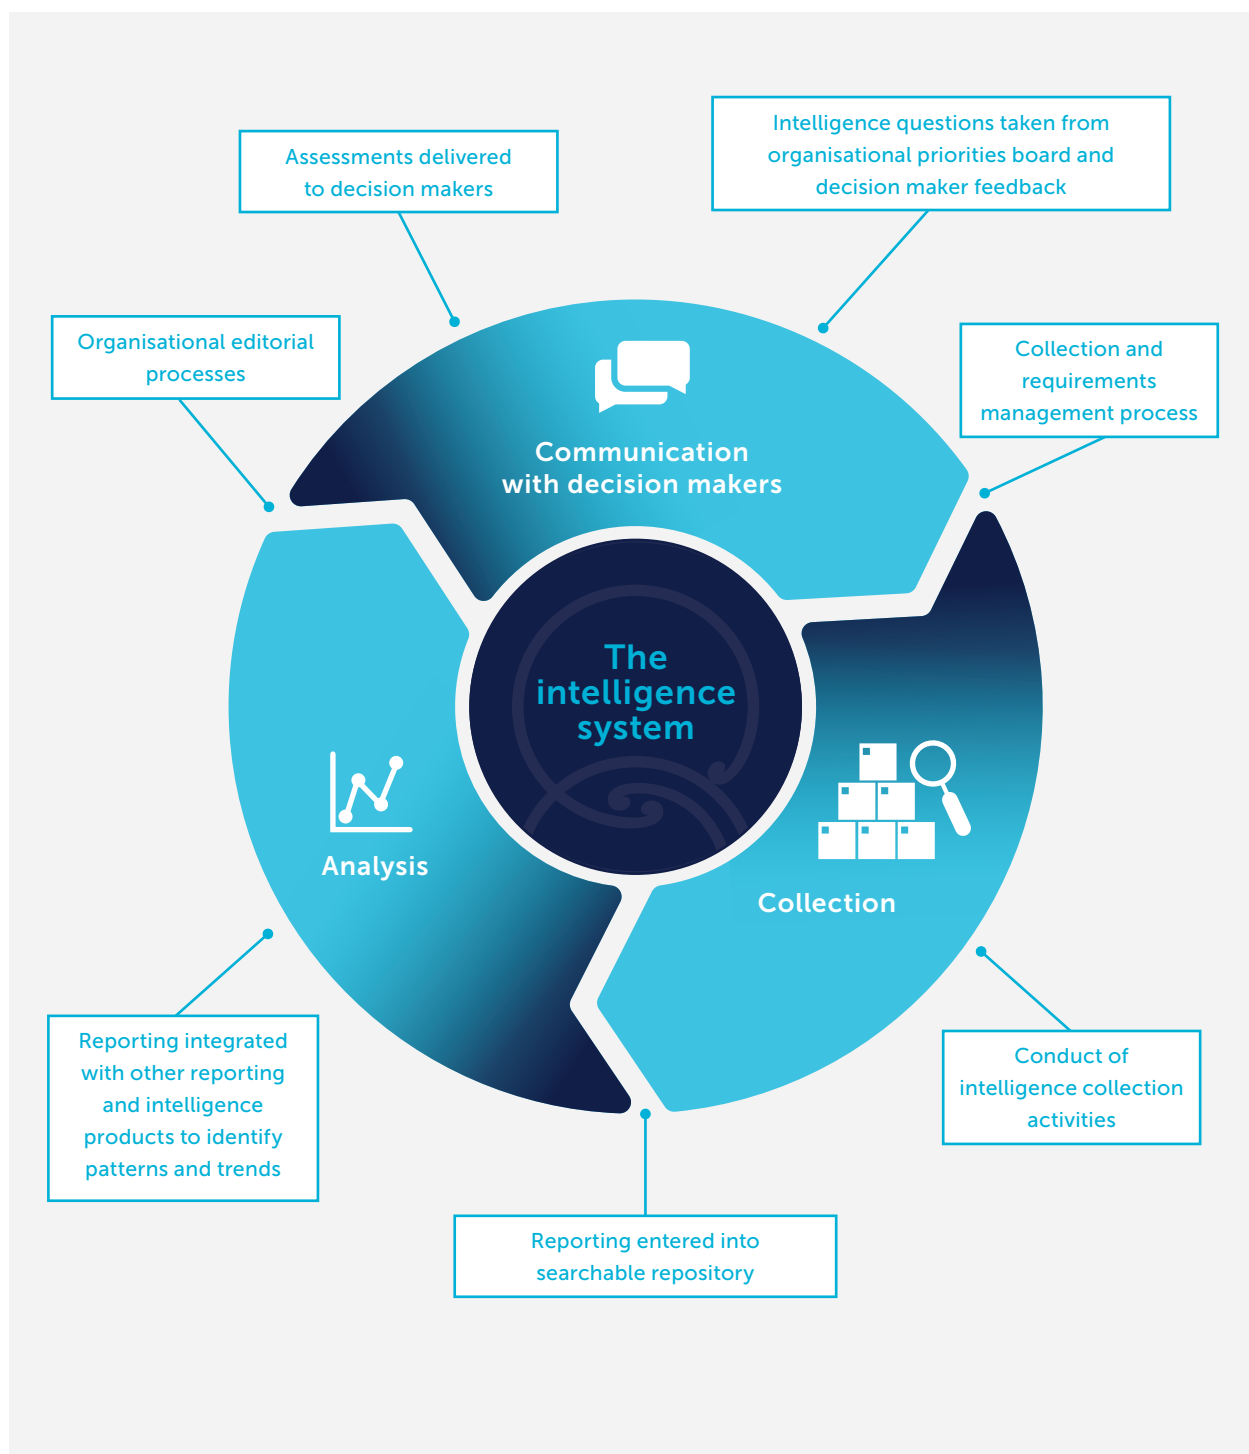 Intelligence questions taken from
organisational priorities board and
decision maker feedback
Assessments delivered
to decision makers
Organisational editorial
processes
Collection and
requirements
management process
Communication
with decision makers
The
intelligence
system
Analysis
Collection
Reporting integrated
with other reporting
and intelligence
products to identify
patterns and trends
Conduct of
intelligence collection
activities
Reporting entered into
searchable repository